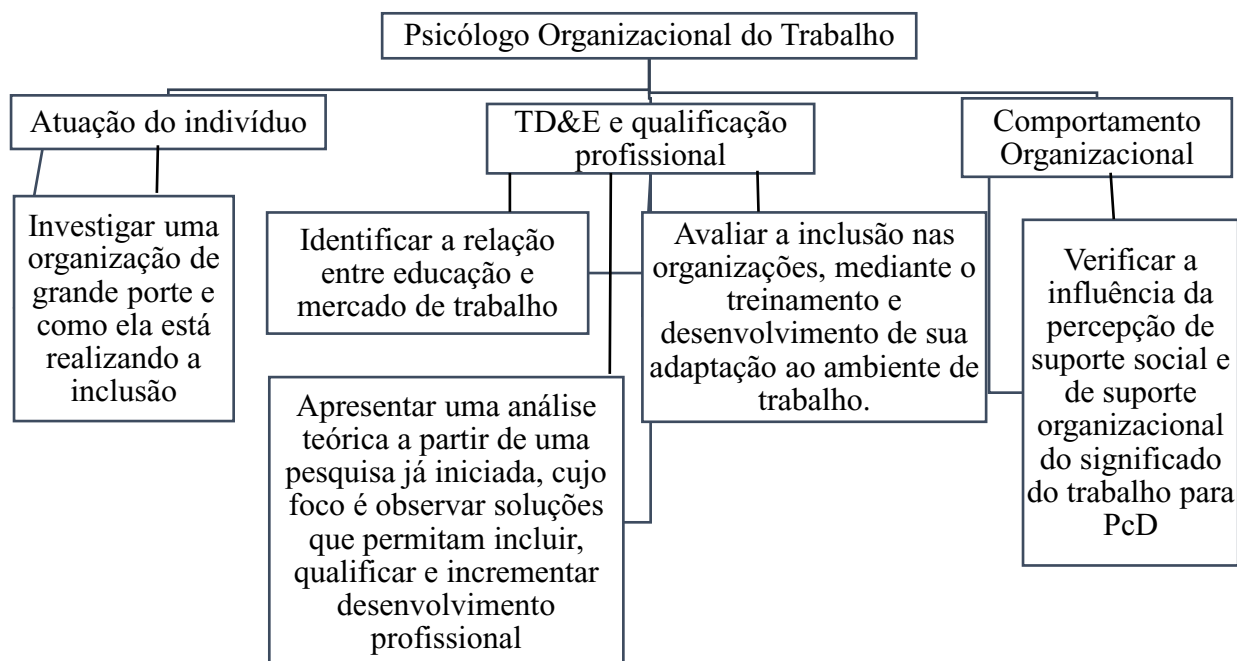 Psicólogo Organizacional do Trabalho
Atuação do indivíduo
TD&E e qualificação
profissional
Comportamento
Organizacional
Investigar uma
organização de
grande porte e
como ela está
realizando a
inclusão
Identificar a relação
entre educação e
mercado de trabalho
Avaliar a inclusão nas
organizações, mediante o
treinamento e
desenvolvimento de sua
adaptação ao ambiente de
trabalho.
Apresentar uma análise
teórica a partir de uma
pesquisa já iniciada, cujo
foco é observar soluções
que permitam incluir,
qualificar e incrementar
desenvolvimento
profissional
Verificar a
influência da
percepção de
suporte social e
de suporte
organizacional
do significado
do trabalho para
PcD